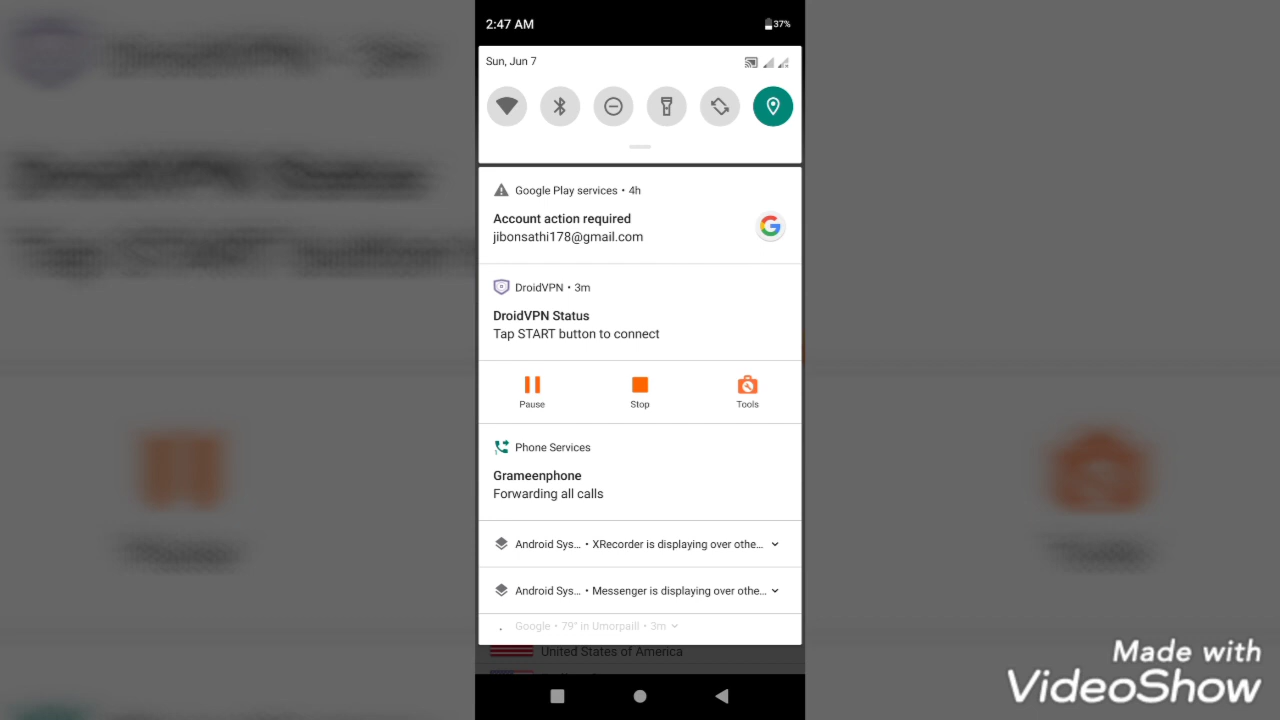 2:47 AM
37%
Sun, Jun 7
Google Play services • 4h
Account action required
jibonsathi178@gmail.com
DroidVPN • 3m
DroidVPN Status
Tap START button to connect
Pause
Stop
Tools
Phone Services
Grameenphone
Forwarding all calls
Android Sys... • XRecorder is displaying over othe...
Android Sys... • Messenger is displaying over othe...
Google • 79° in Umorpaill • 3m
United States of America
Made with
VideoShow